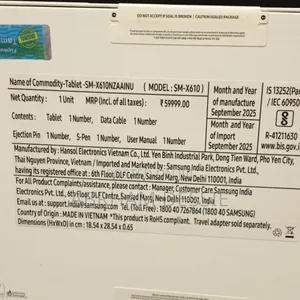 DO NOT ACCEPT IF SEAL IS REMOVED
Name of Commodity-Tablet -SM-X610NZAAINU ( MODEL : SM-X610 )
Net Quantity : 1 Unit MRP (Incl. of all taxes) : ₹ 59999.00
Contents : Tablet 1 Number, Data Cable 1 Number,
Ejection Pin 1 Number, S-Pen 1 Number, User Manual 1 Number
Month and Year
of manufacture
September 2025
Month and Year
of Import
September 2025
IS 13252(Par
/ IEC 60950
R-41211630
www.bis.gov.i
Manufactured by : Hansol Electronics Vietnam Co., Ltd. Yen Binh Industrial Park, Dong Tien Ward, Pho Yen City,
Thai Nguyen Province, Vietnam / Imported and Marketed by : Samsung India Electronics Pvt. Ltd.,
having its registered office at : 6th Floor, DLF Centre, Sansad Marg, New Delhi 110001, India
For All Product Complaints/assistance, please contact : Manager, Customer Care Samsung India
Electronics Pvt. Ltd., 6th Floor, DLF Centre, Sansad Marg, New Delhi, 110001, India
Email us at : support.india@samsung.com Tel. (Toll.Free) : 1800 40 7267864 (1800 40 SAMSUNG)
Country of Origin : MADE IN VIETNAM *This product is RoHS compliant. Travel adapter sold separately.
Dimensions (HxWxD) in cm : 18.54 x 28.54 x 0.65